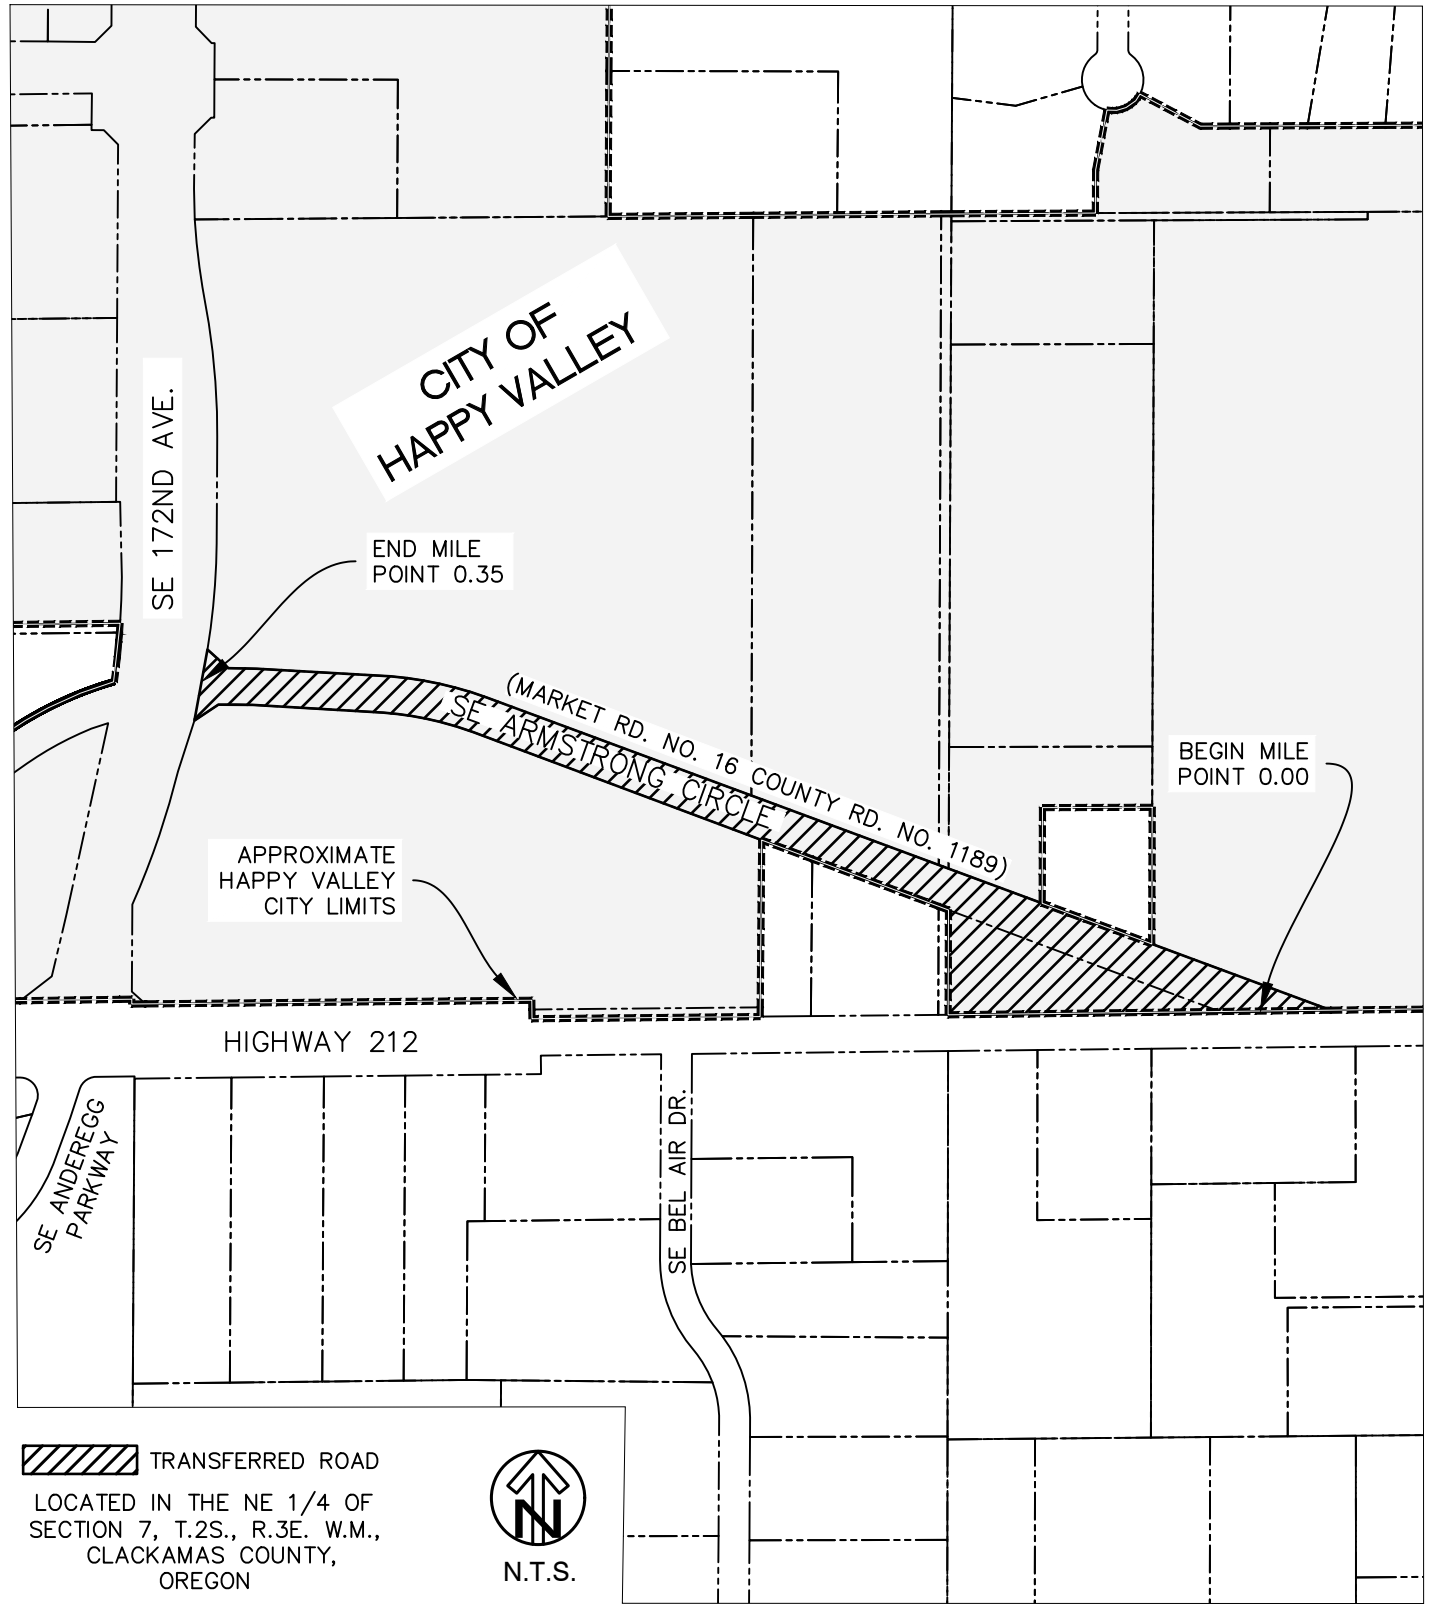 CITY OF
HAPPY VALLEY
SE 172ND AVE.
END MILE
POINT 0.35
(MARKET RD. NO. 16 COUNTY RD. NO. 1189)
SE ARMSTRONG CIRCLE
BEGIN MILE
POINT 0.00
APPROXIMATE
HAPPY VALLEY
CITY LIMITS
HIGHWAY 212
SE ANDEREGG
PARKWAY
SE BEL AIR DR.
TRANSFERRED ROAD
LOCATED IN THE NE 1/4 OF
SECTION 7, T.2S., R.3E. W.M.,
CLACKAMAS COUNTY,
OREGON
N
N.T.S.